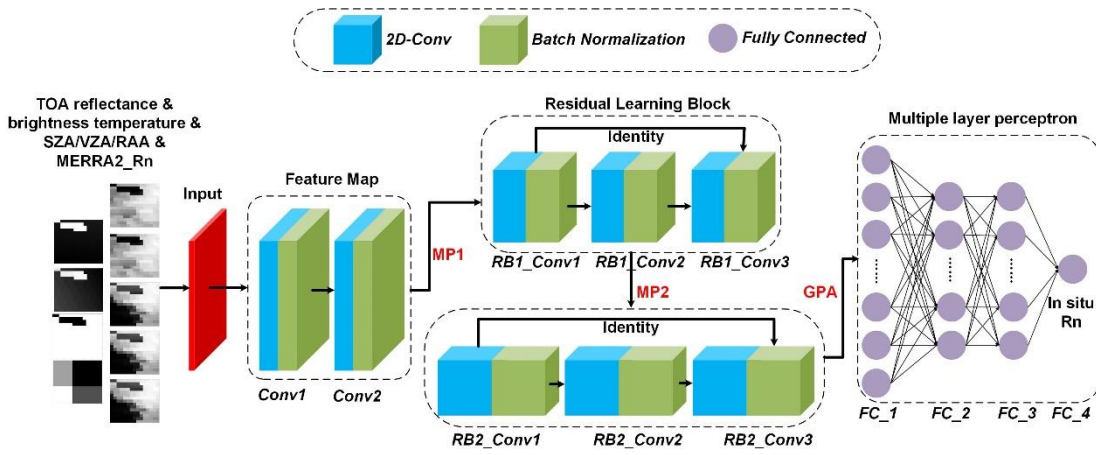 2D-Conv
Batch Normalization
Fully Connected
TOA reflectance &
brightness temperature &
SZA/VZA/RAA &
MERRA2_Rn
Input
Feature Map
Conv1
Conv2
MP1
Residual Learning Block
Identity
RB1_Conv1
RB1_Conv2
RB1_Conv3
MP2
Identity
RB2_Conv1
RB2_Conv2
RB2_Conv3
GPA
Multiple layer perceptron
In situ
Rn
FC_1
FC_2
FC_3
FC_4